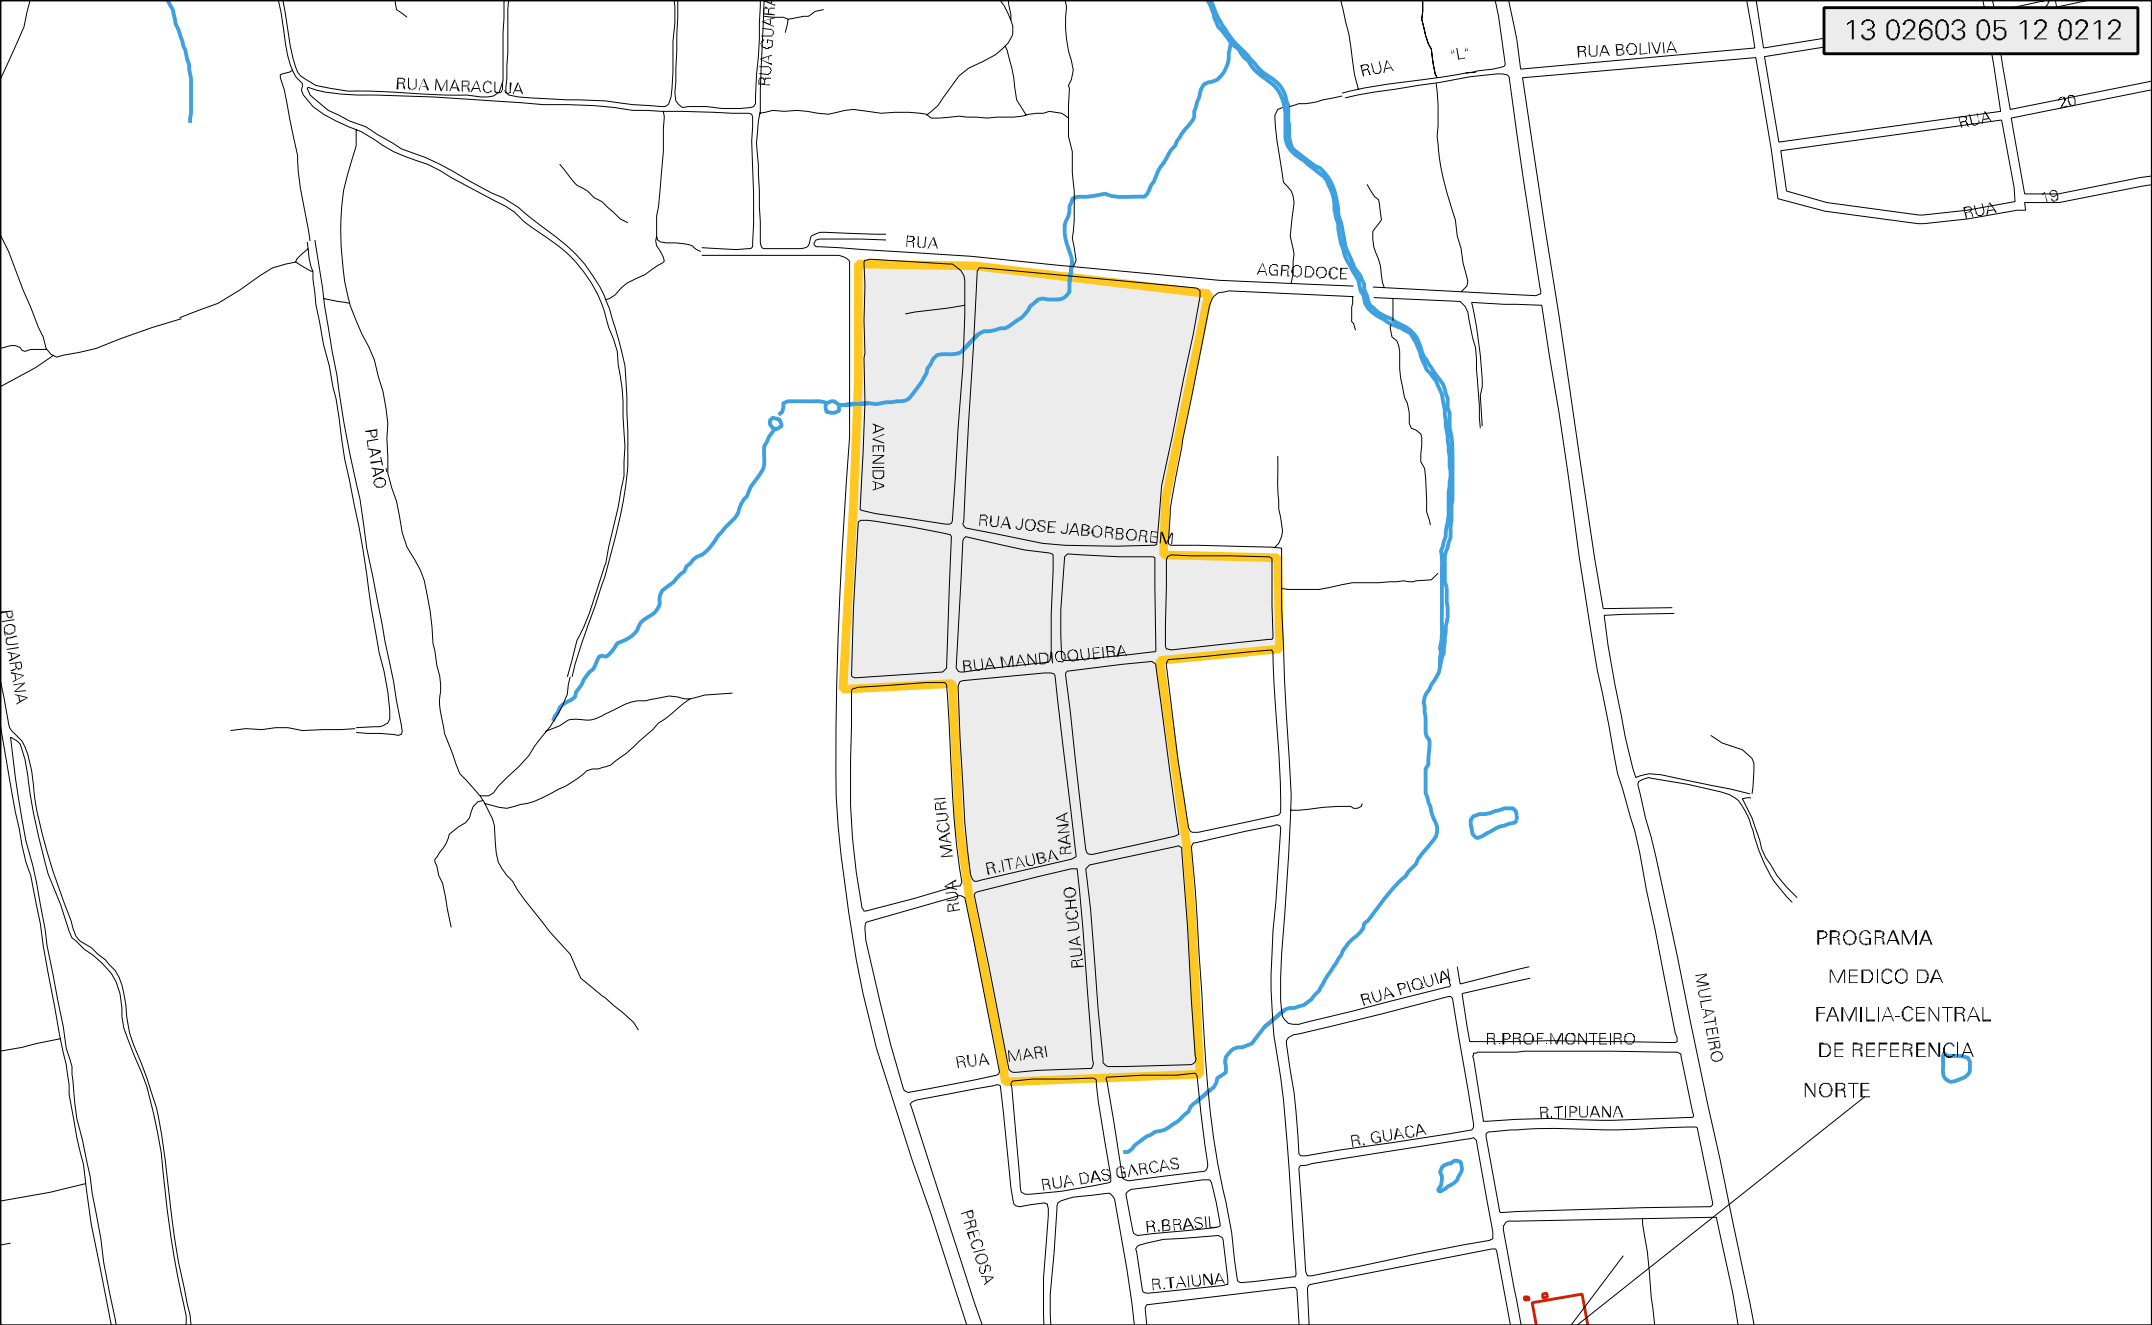 13 02603 05 12 0212
RUA BOLIVIA
"L"
RUA
RUA MARACUJA
RUA
20
RUA
19
RUA
RUA
AGRODOCE
AVENIDA
PLATÃO
RUA JOSE JABORBOREM
PIQUIARANA
RUA MANDIOQUEIRA
RUA MACURI
R.ITAUBA
RUA UCHO RANA
PROGRAMA
MEDICO DA
FAMILIA-CENTRAL
DE REFERENCIA
NORTE
RUA PIQUIA
MULATEIRO
R.PROF.MONTEIRO
RUA MARI
R.TIPUANA
R. GUACA
RUA DAS GARCAS
R.BRASIL
PRECIOSA
R.TAIUNA